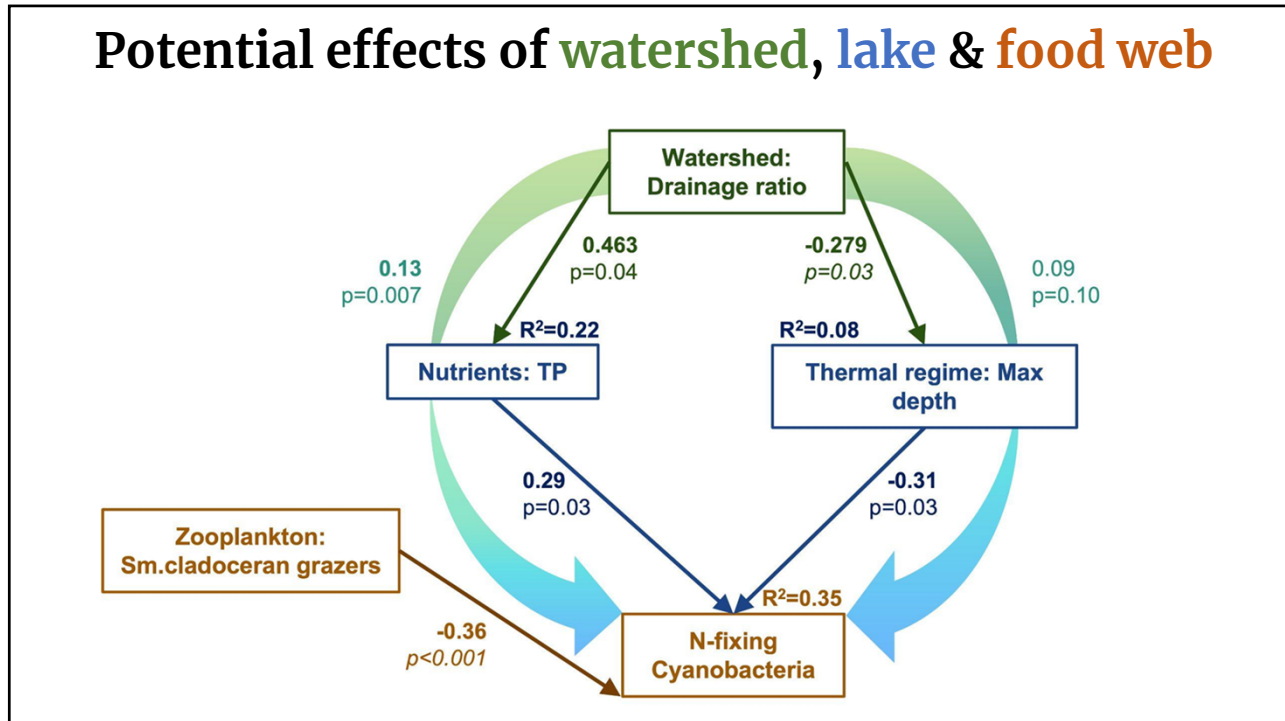 Potential effects of watershed, lake & food web
Watershed:
Drainage ratio
0.463
p=0.04
-0.279
p=0.03
0.13
p=0.007
0.09
p=0.10
R²=0.22
Nutrients: TP
R²=0.08
Thermal regime: Max
depth
0.29
p=0.03
-0.31
p=0.03
Zooplankton:
Sm.cladoceran grazers
-0.36
p<0.001
R²=0.35
N-fixing
Cyanobacteria